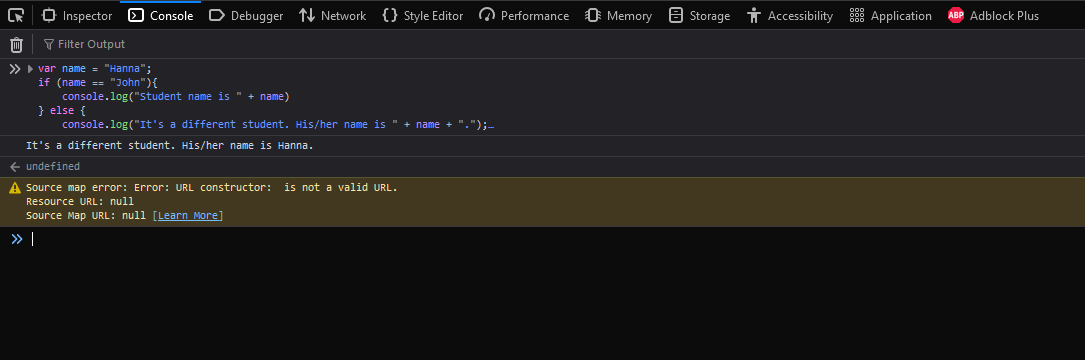 Inspector Console Debugger Network Style Editor Performance Memory Storage Accessibility Application ABP Adblock Plus
Filter Output
var name = "Hanna";
if (name == "John"){
    console.log("Student name is " + name)
} else {
    console.log("It's a different student. His/her name is " + name + ".");…
It's a different student. His/her name is Hanna.
undefined
Source map error: Error: URL constructor:  is not a valid URL.
Resource URL: null
Source Map URL: null [Learn More]